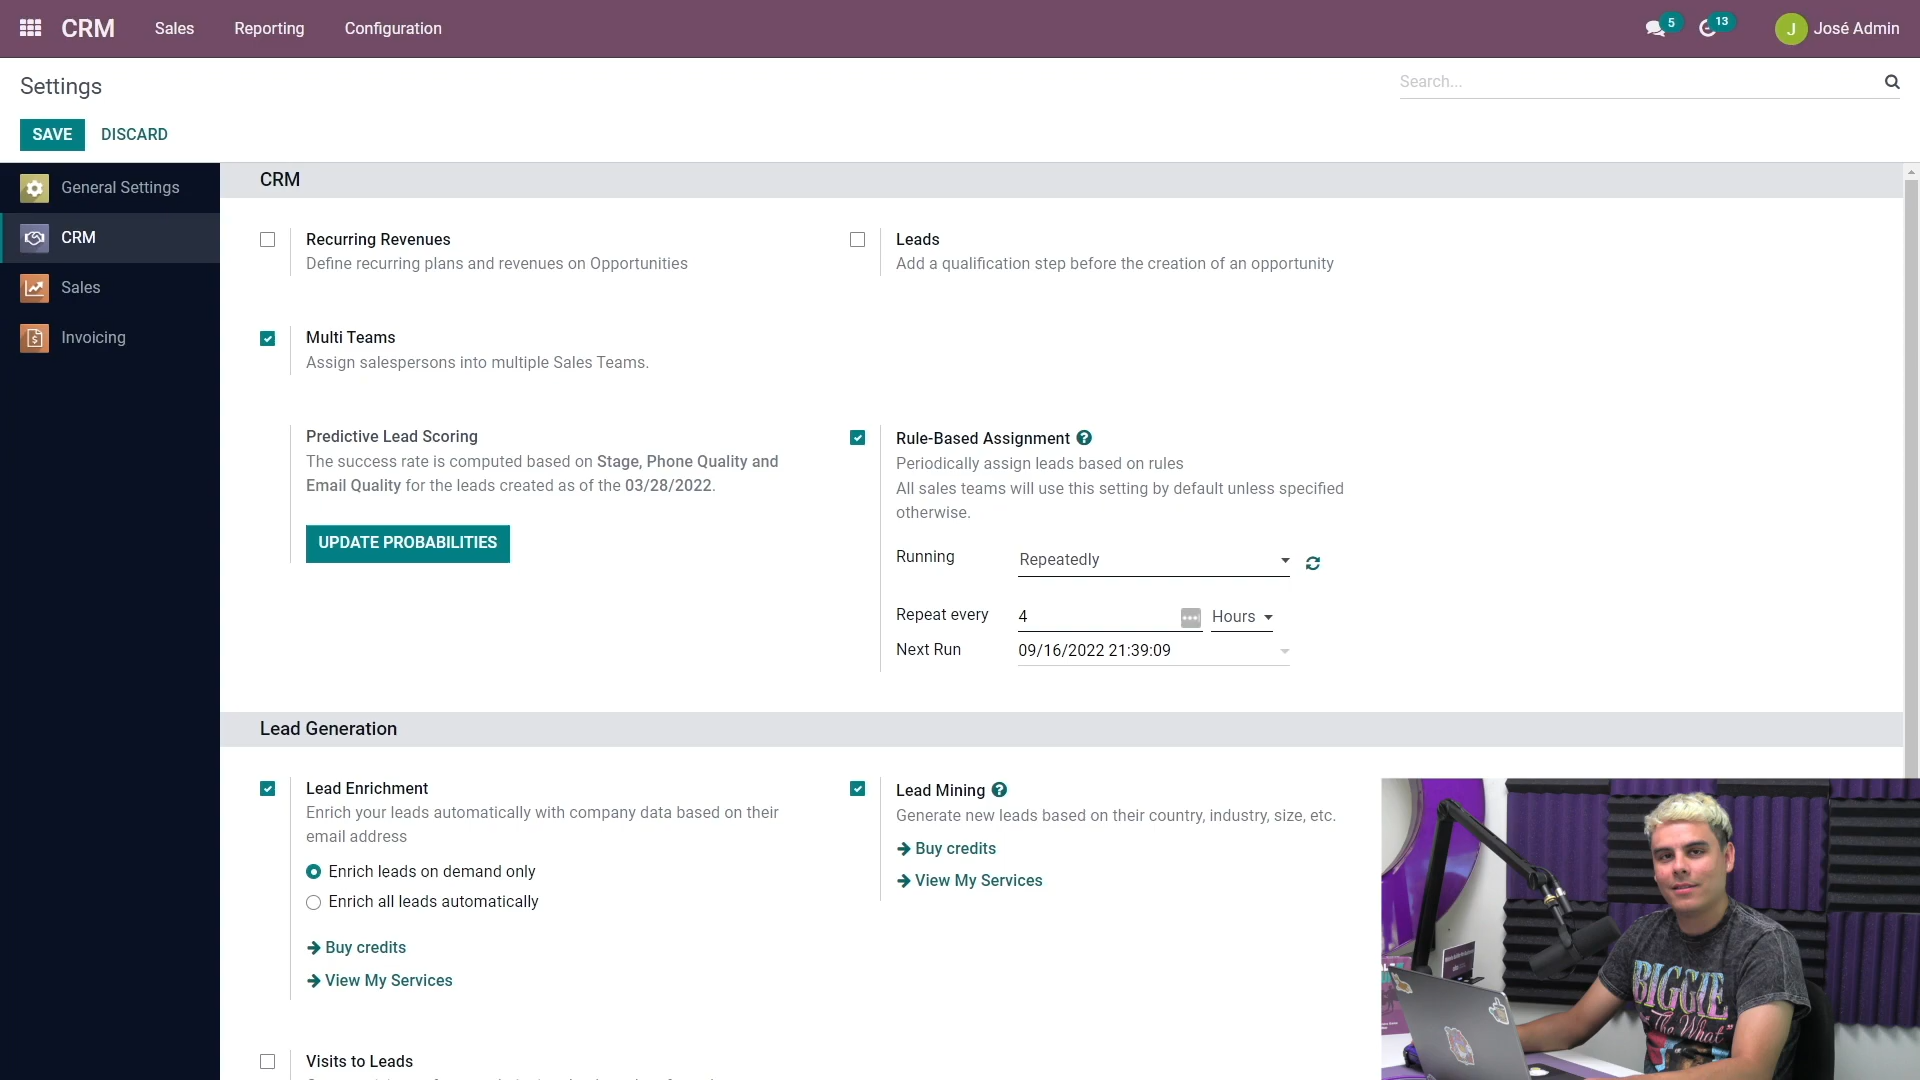 CRM Sales Reporting Configuration 5 13 J José Admin
Settings
Search...
SAVE DISCARD
General Settings
CRM
Sales
Invoicing
CRM
Recurring Revenues
Define recurring plans and revenues on Opportunities
Leads
Add a qualification step before the creation of an opportunity
Multi Teams
Assign salespersons into multiple Sales Teams.
Predictive Lead Scoring
The success rate is computed based on Stage, Phone Quality and
Email Quality for the leads created as of the 03/28/2022.
UPDATE PROBABILITIES
Rule-Based Assignment ?
Periodically assign leads based on rules
All sales teams will use this setting by default unless specified
otherwise.
Running Repeatedly
Repeat every 4 Hours
Next Run 09/16/2022 21:39:09
Lead Generation
Lead Enrichment
Enrich your leads automatically with company data based on their
email address
Enrich leads on demand only
Enrich all leads automatically
Buy credits
View My Services
Lead Mining ?
Generate new leads based on their country, industry, size, etc.
Buy credits
View My Services
Visits to Leads
BIGGIE
The What"